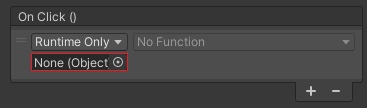 On Click ()
Runtime Only No Function
None (Object